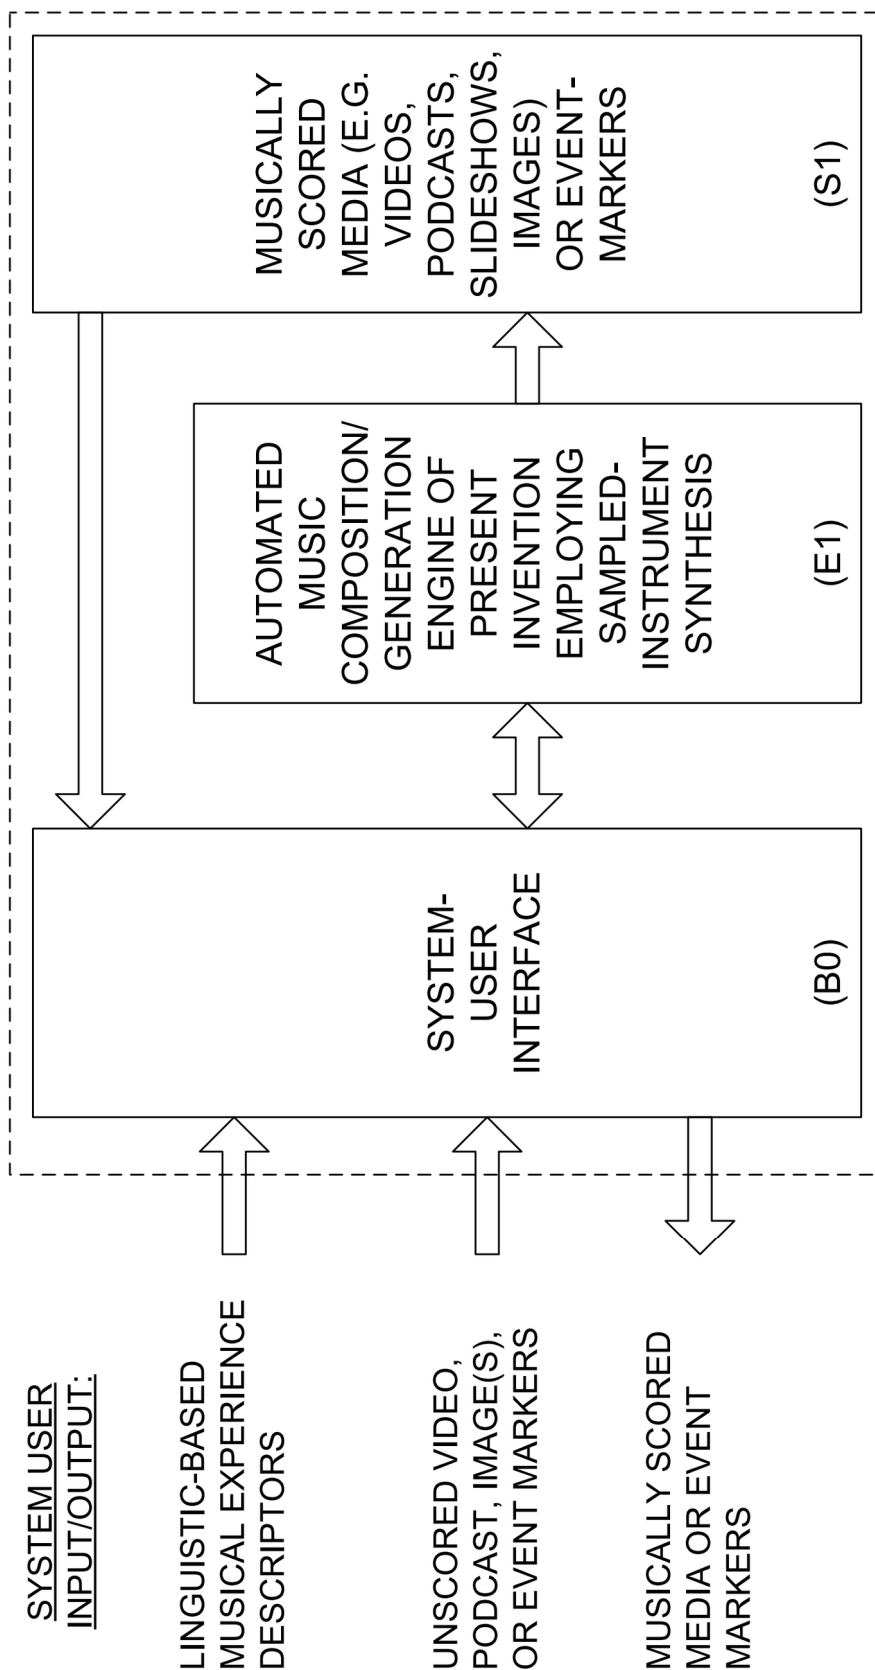 SYSTEM USER
INPUT/OUTPUT:
LINGUISTIC-BASED
MUSICAL EXPERIENCE
DESCRIPTORS
UNSCORED VIDEO,
PODCAST, IMAGE(S),
OR EVENT MARKERS
MUSICALLY SCORED
MEDIA OR EVENT
MARKERS
SYSTEM-
USER
INTERFACE
(B0)
AUTOMATED
MUSIC
COMPOSITION/
GENERATION
ENGINE OF
PRESENT
INVENTION
EMPLOYING
SAMPLED-
INSTRUMENT
SYNTHESIS
(E1)
MUSICALLY
SCORED
MEDIA (E.G.
VIDEOS,
PODCASTS,
SLIDESHOWS,
IMAGES)
OR EVENT-
MARKERS
(S1)